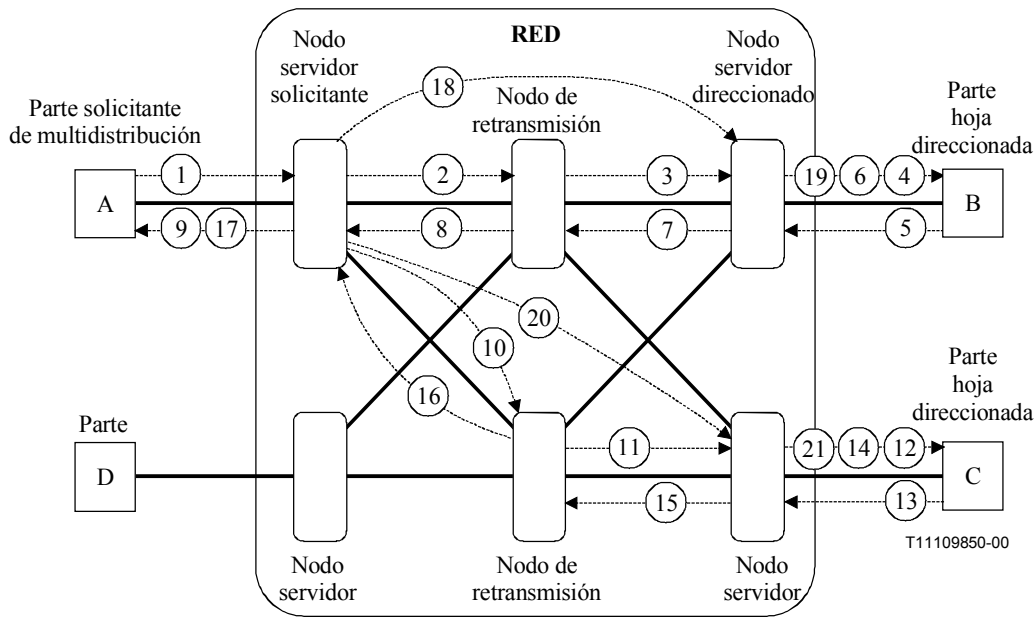 RED
Nodo
servidor
solicitante
Nodo
servidor
direccionado
Nodo de
retransmisión
Parte solicitante
de multidistribución
Parte
hoja
direccionada
18
1
2
3
19
6
4
A
B
9
17
8
7
5
20
10
16
Parte
hoja
direccionada
Parte
11
21
14
12
D
C
15
13
T11109850-00
Nodo
servidor
Nodo de
retransmisión
Nodo
servidor